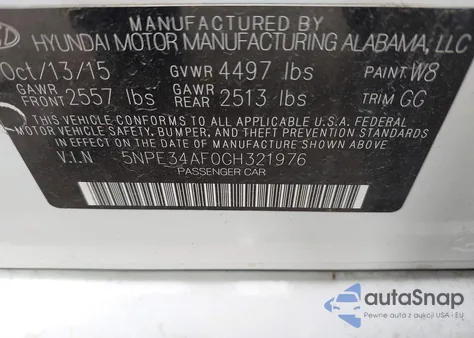 MANUFACTURED BY
HYUNDAI MOTOR MANUFACTURING ALABAMA, LLC
Oct/13/15 GVWR 4497 lbs PAINT W8
GAWR FRONT 2557 lbs GAWR REAR 2513 lbs TRIM GG
THIS VEHICLE CONFORMS TO ALL APPLICABLE U.S.A FEDERAL
MOTOR VEHICLE SAFETY, BUMPER, AND THEFT PREVENTION STANDARDS
IN EFFECT ON THE DATE OF MANUFACTURE SHOWN ABOVE.
V.I.N 5NPE34AF0GH321976
PASSENGER CAR
autoSnap
Pewne auta z aukcji USA i EU